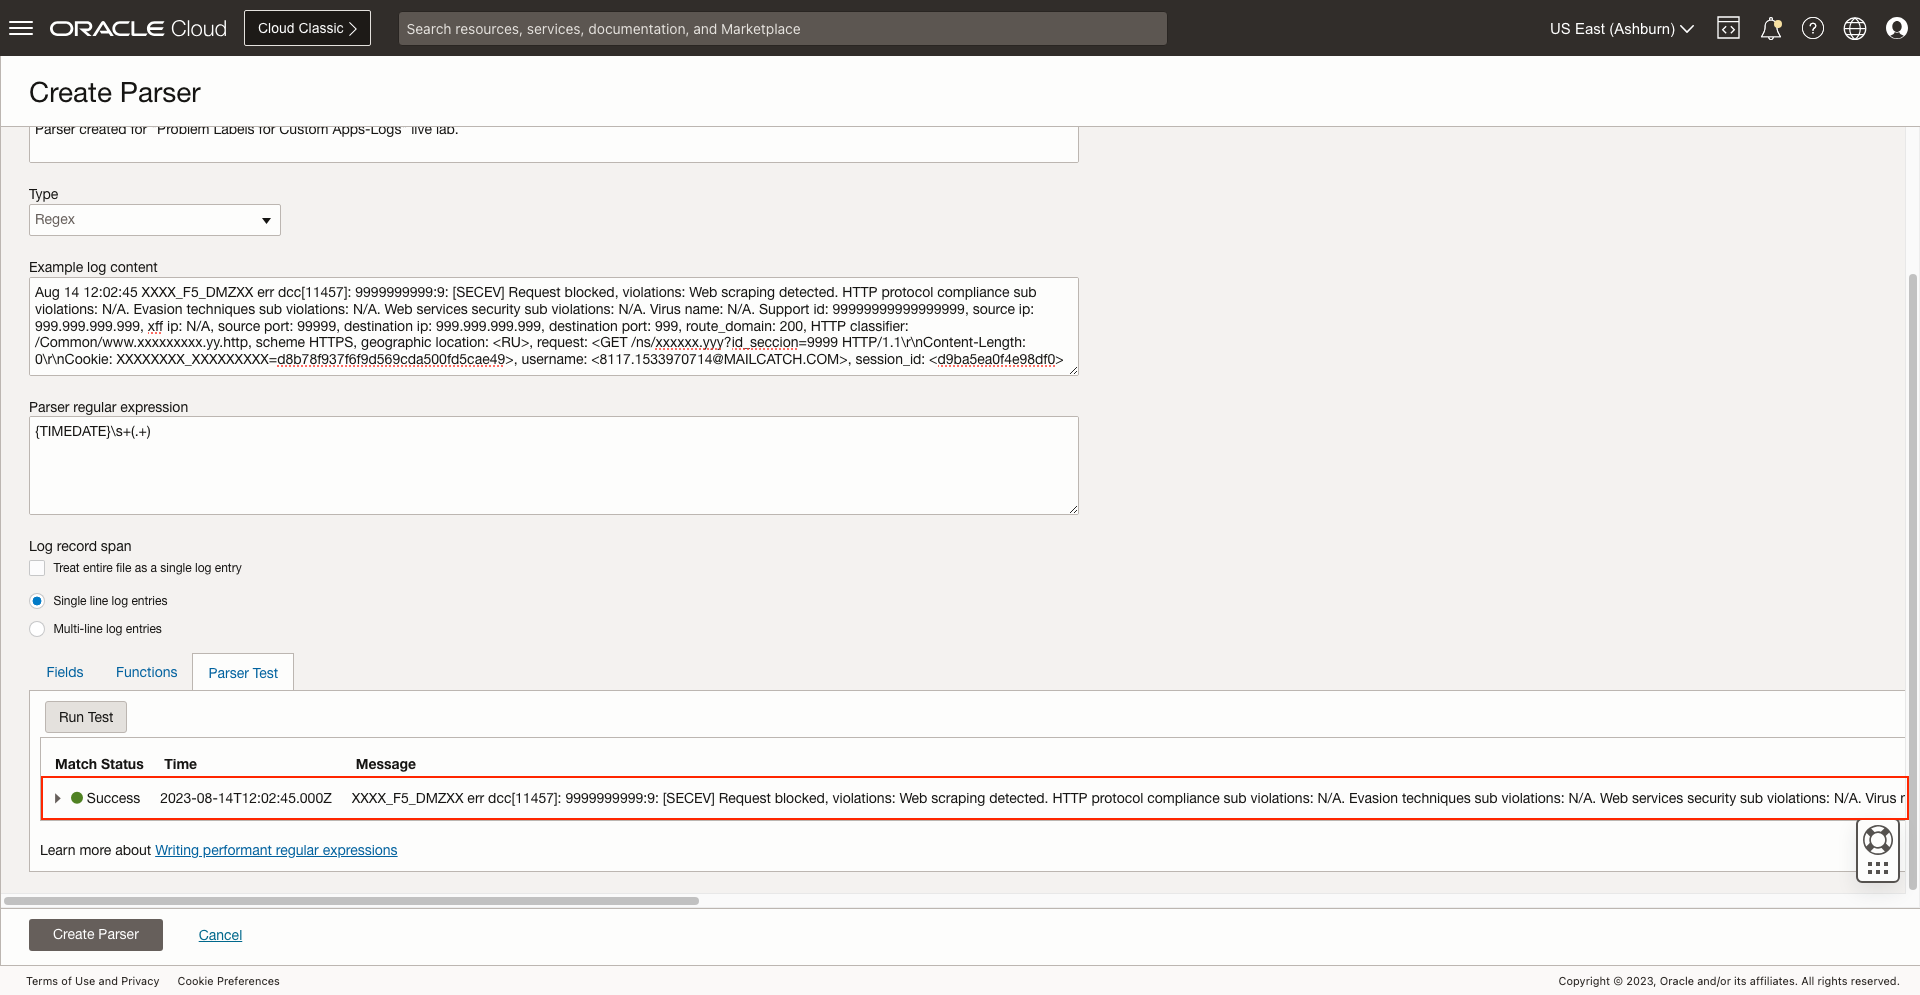 ORACLE Cloud
Cloud Classic
Search resources, services, documentation, and Marketplace
US East (Ashburn)
Create Parser
Parser created for "Problem Labels for Custom Apps-Logs" live lab.
Type
Regex
Example log content
Aug 14 12:02:45 XXXX_F5_DMZXX err dcc[11457]: 9999999999:9: [SECEV] Request blocked, violations: Web scraping detected. HTTP protocol compliance sub
violations: N/A. Evasion techniques sub violations: N/A. Web services security sub violations: N/A. Virus name: N/A. Support id: 99999999999999999, source ip:
999.999.999.999, xff ip: N/A, source port: 99999, destination ip: 999.999.999.999, destination port: 999, route_domain: 200, HTTP classifier:
/Common/www.xxxxxxxxx.yy.http, scheme HTTPS, geographic location: <RU>, request: <GET /ns/xxxxxx.yyy?id_seccion=9999 HTTP/1.1\r\nContent-Length:
0\r\nCookie: XXXXXXXX_XXXXXXXXX=d8b78f937f6f9d569cda500fd5cae49>, username: <8117.1533970714@MAILCATCH.COM>, session_id: <d9ba5ea0f4e98df0>
Parser regular expression
{TIMEDATE}\s+(.+)
Log record span
Treat entire file as a single log entry
Single line log entries
Multi-line log entries
Fields Functions Parser Test
Run Test
Match Status Time Message
Success 2023-08-14T12:02:45.000Z XXXX_F5_DMZXX err dcc[11457]: 9999999999:9: [SECEV] Request blocked, violations: Web scraping detected. HTTP protocol compliance sub violations: N/A. Evasion techniques sub violations: N/A. Web services security sub violations: N/A. Virus
Learn more about Writing performant regular expressions
Create Parser Cancel
Terms of Use and Privacy Cookie Preferences
Copyright © 2023, Oracle and/or its affiliates. All rights reserved.